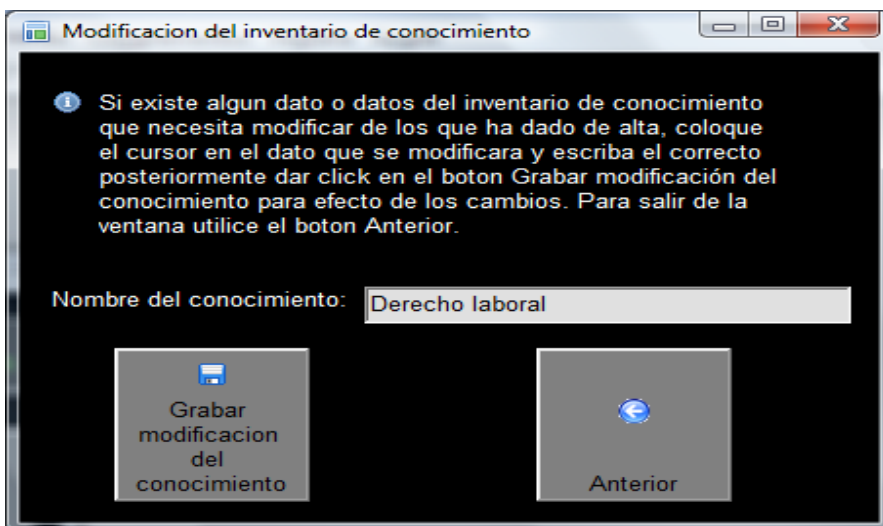 Modificacion del inventario de conocimiento
Si existe algun dato o datos del inventario de conocimiento
que necesita modificar de los que ha dado de alta, coloque
el cursor en el dato que se modificara y escriba el correcto
posteriormente dar click en el boton Grabar modificación del
conocimiento para efecto de los cambios. Para salir de la
ventana utilice el boton Anterior.
Nombre del conocimiento: Derecho laboral
Grabar
modificacion
del
conocimiento
Anterior